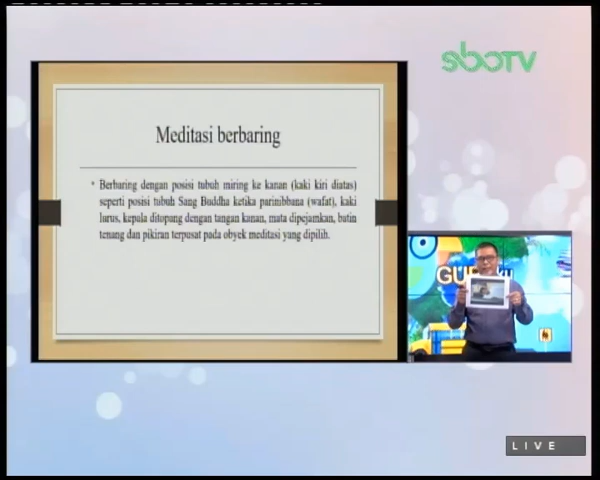 sboTV
Meditasi berbaring
• Berbaring dengan posisi tubuh miring ke kanan (kaki kiri diatas)
seperti posisi tubuh Sang Buddha ketika parinibbana (wafat), kaki
lurus, kepala ditopang dengan tangan kanan, mata dipejamkan, batin
tenang dan pikiran terpusat pada obyek meditasi yang dipilih.
LIVE